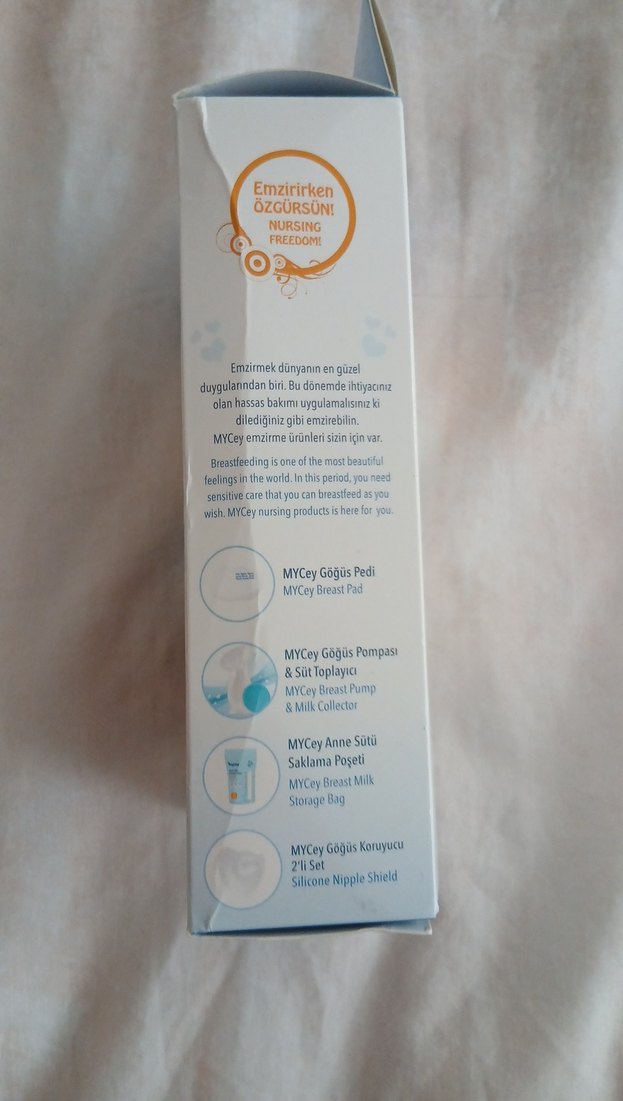 Emzirirken
ÖZGÜRSÜN!
NURSING
FREEDOM!
Emzirmek dünyanın en güzel
duygularından biri. Bu dönemde ihtiyacınız
olan hassas bakımı uygulamalısınız ki
dilediğiniz gibi emzirebilin.
MYCey emzirme ürünleri sizin için var.
Breastfeeding is one of the most beautiful
feelings in the world. In this period, you need
sensitive care that you can breastfeed as you
wish. MYCey nursing products is here for you.
MYCey Göğüs Pedi
MYCey Breast Pad
MYCey Göğüs Pompası
& Süt Toplayıcı
MYCey Breast Pump
& Milk Collector
MYCey Anne Sütü
Saklama Poşeti
MYCey Breast Milk
Storage Bag
MYCey Göğüs Koruyucu
2'li Set
Silicone Nipple Shield